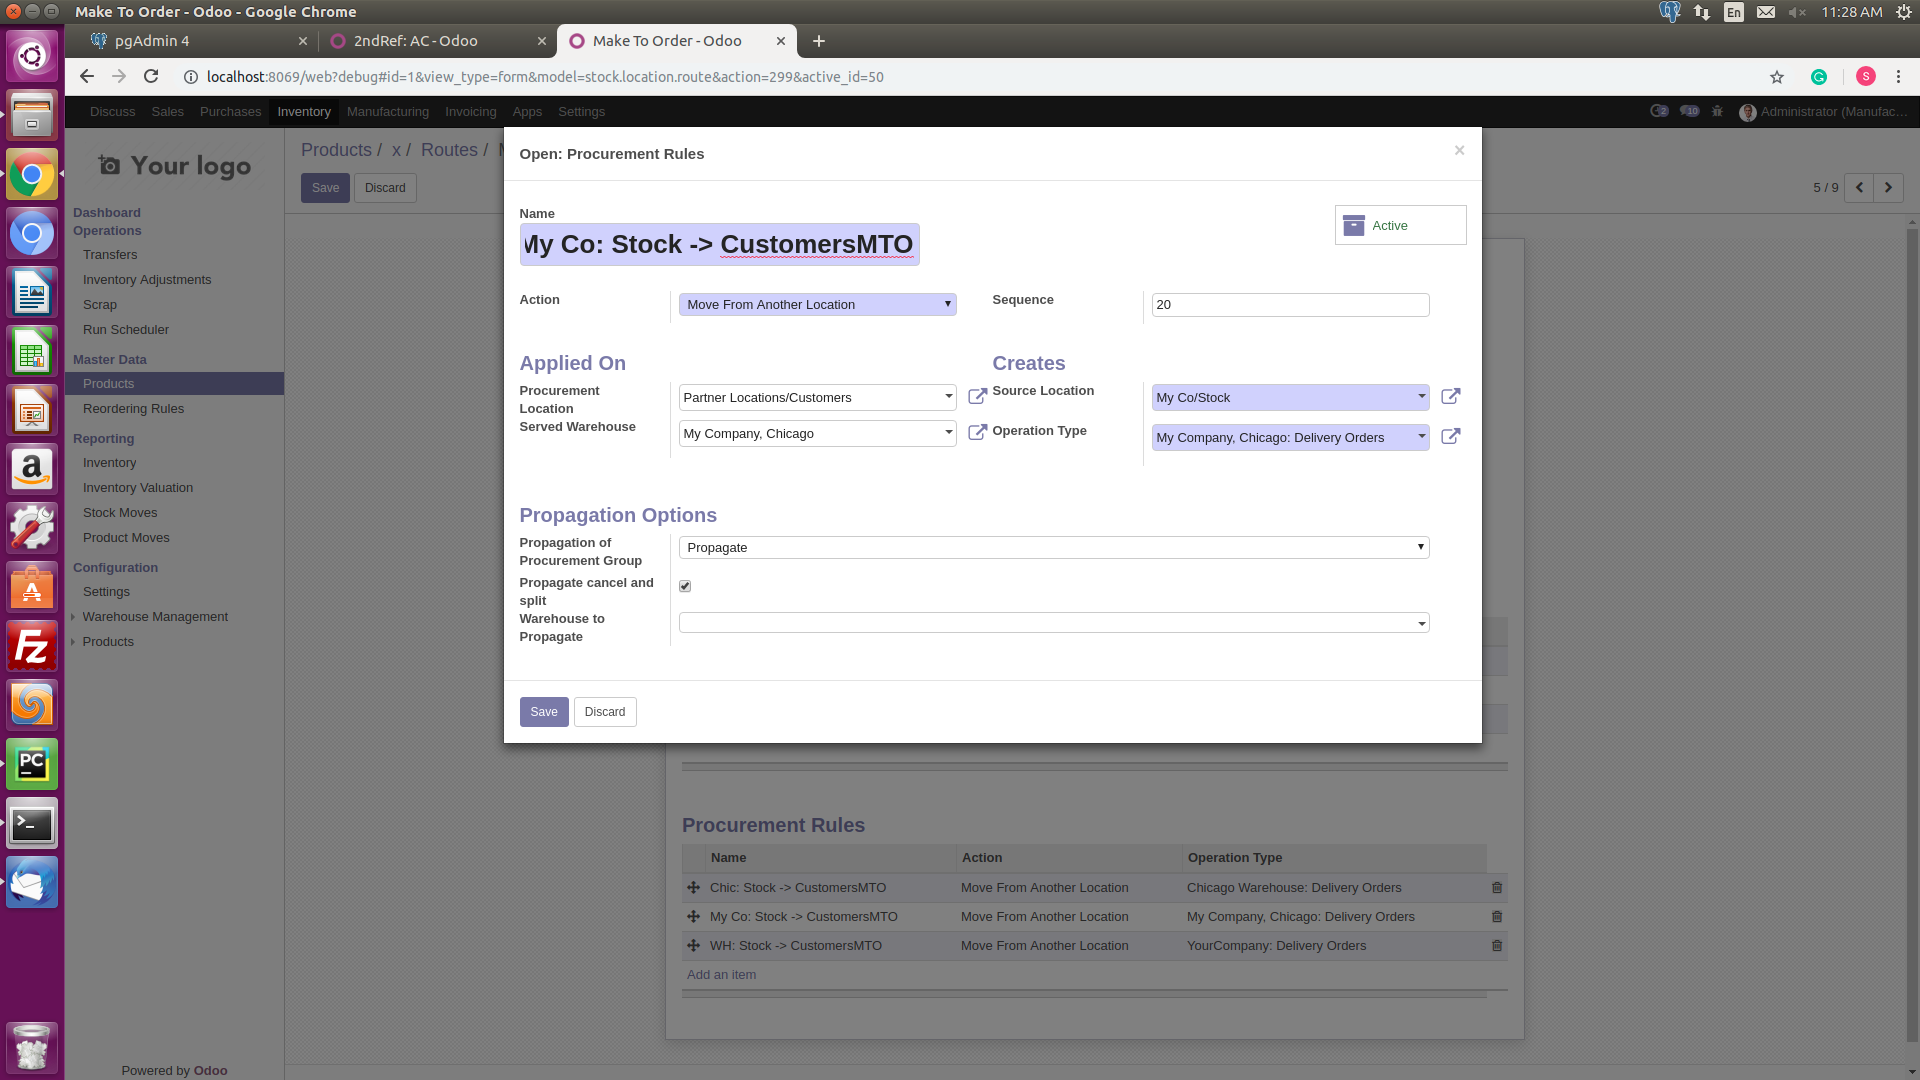 Make To Order - Odoo - Google Chrome
En
11:28 AM
pgAdmin 4
2ndRef: AC - Odoo
Make To Order - Odoo
localhost:8069/web?debug#id=1&view_type=form&model=stock.location.route&action=299&active_id=50
S
Discuss Sales Purchases Inventory Manufacturing Invoicing Apps Settings
2 10 Administrator (Manufac...
Your logo
Products / x / Routes /
Save Discard
5 / 9
Dashboard
Operations
Transfers
Inventory Adjustments
Scrap
Run Scheduler
Master Data
Products
Reordering Rules
Reporting
Inventory
Inventory Valuation
Stock Moves
Product Moves
Configuration
Settings
Warehouse Management
Products
Powered by Odoo
Open: Procurement Rules
×
Name
My Co: Stock -> CustomersMTO
Active
Action
Move From Another Location
Sequence
20
Applied On
Procurement Location
Partner Locations/Customers
Served Warehouse
My Company, Chicago
Creates
Source Location
My Co/Stock
Operation Type
My Company, Chicago: Delivery Orders
Propagation Options
Propagation of
Procurement Group
Propagate
Propagate cancel and
split
Warehouse to
Propagate
Save Discard
Procurement Rules
Name Action Operation Type
Chic: Stock -> CustomersMTO Move From Another Location Chicago Warehouse: Delivery Orders
My Co: Stock -> CustomersMTO Move From Another Location My Company, Chicago: Delivery Orders
WH: Stock -> CustomersMTO Move From Another Location YourCompany: Delivery Orders
Add an item
a
A
Fz
PC
>_